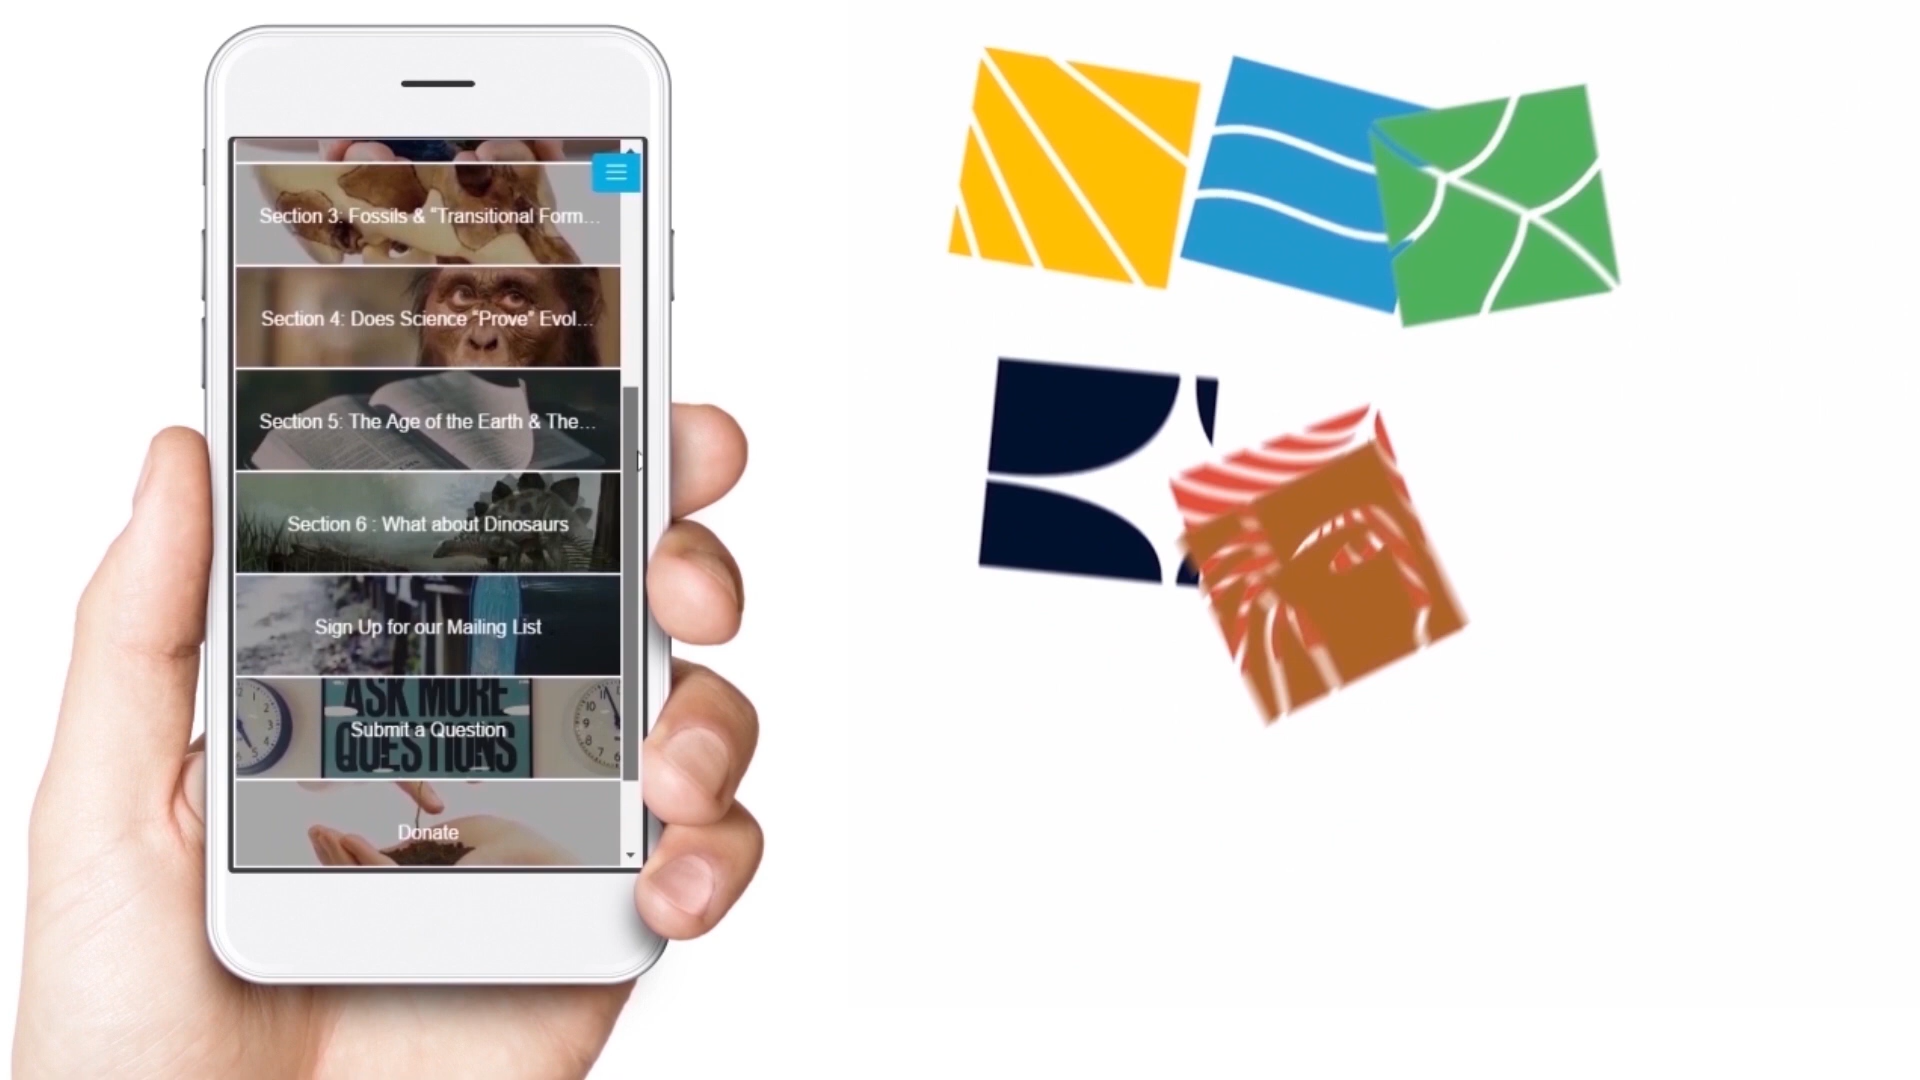 Section 3: Fossils & "Transitional Form...
Section 4: Does Science "Prove" Evol...
Section 5: The Age of the Earth & The...
Section 6 : What about Dinosaurs
Sign Up for our Mailing List
ASK MORE
Submit a Question
QUESTIONS
Donate